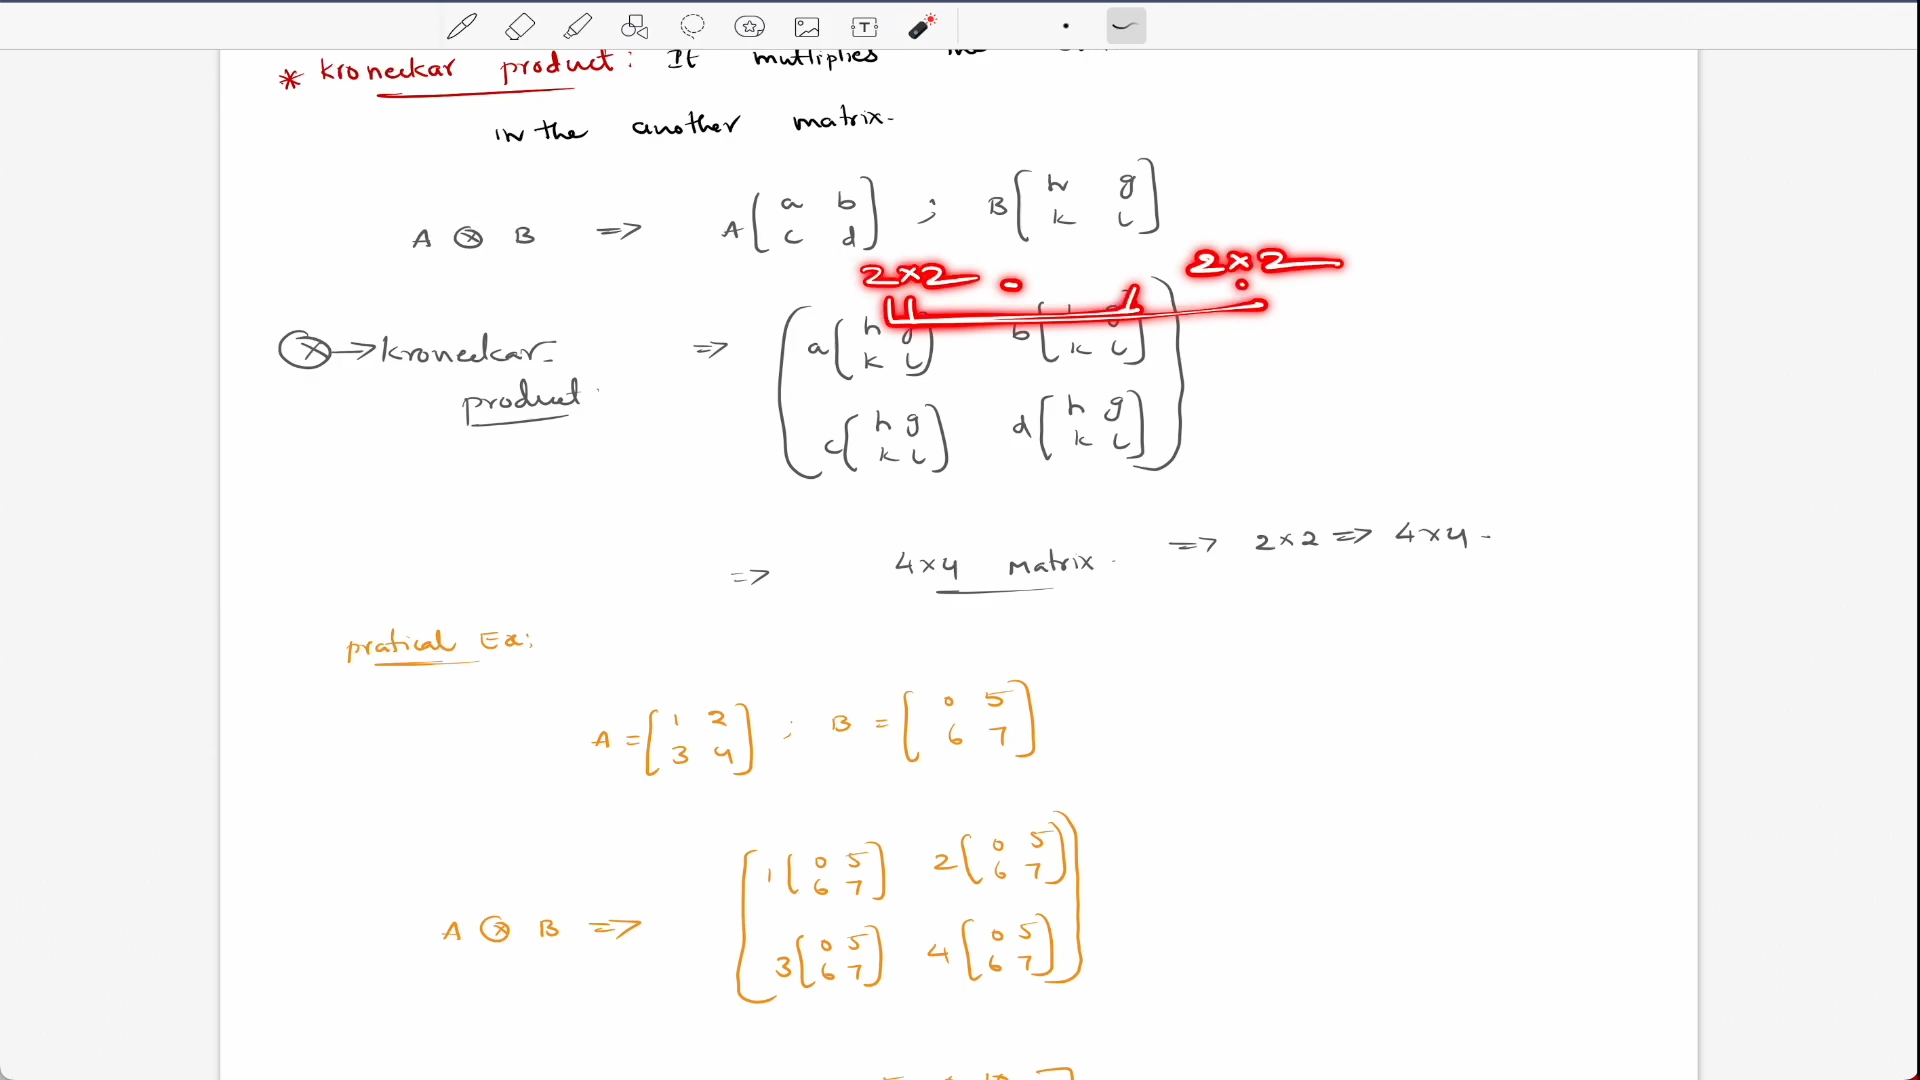 * kroneckar product: It multiplies
in the another matrix.
A ⊗ B => A [ a b ; B [ h g
c d ] k l ]
2×2 - 2×2
⊗ → kroneckar product => a [ h g b [
k l ] k l ]
c [ h g d [ h g
k l ] k l ]
=> 4×4 Matrix. => 2×2 => 4×4 -
pratical Ex:
A = [ 1 2 ; B = [ 0 5
3 4 ] 6 7 ]
A ⊗ B => 1 [ 0 5 2 [ 0 5
6 7 ] 6 7 ]
3 [ 0 5 4 [ 0 5
6 7 ] 6 7 ]